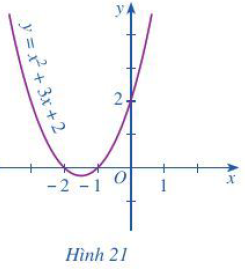 y
y = x² + 3x + 2
2
-2 -1 O 1 x
Hình 21